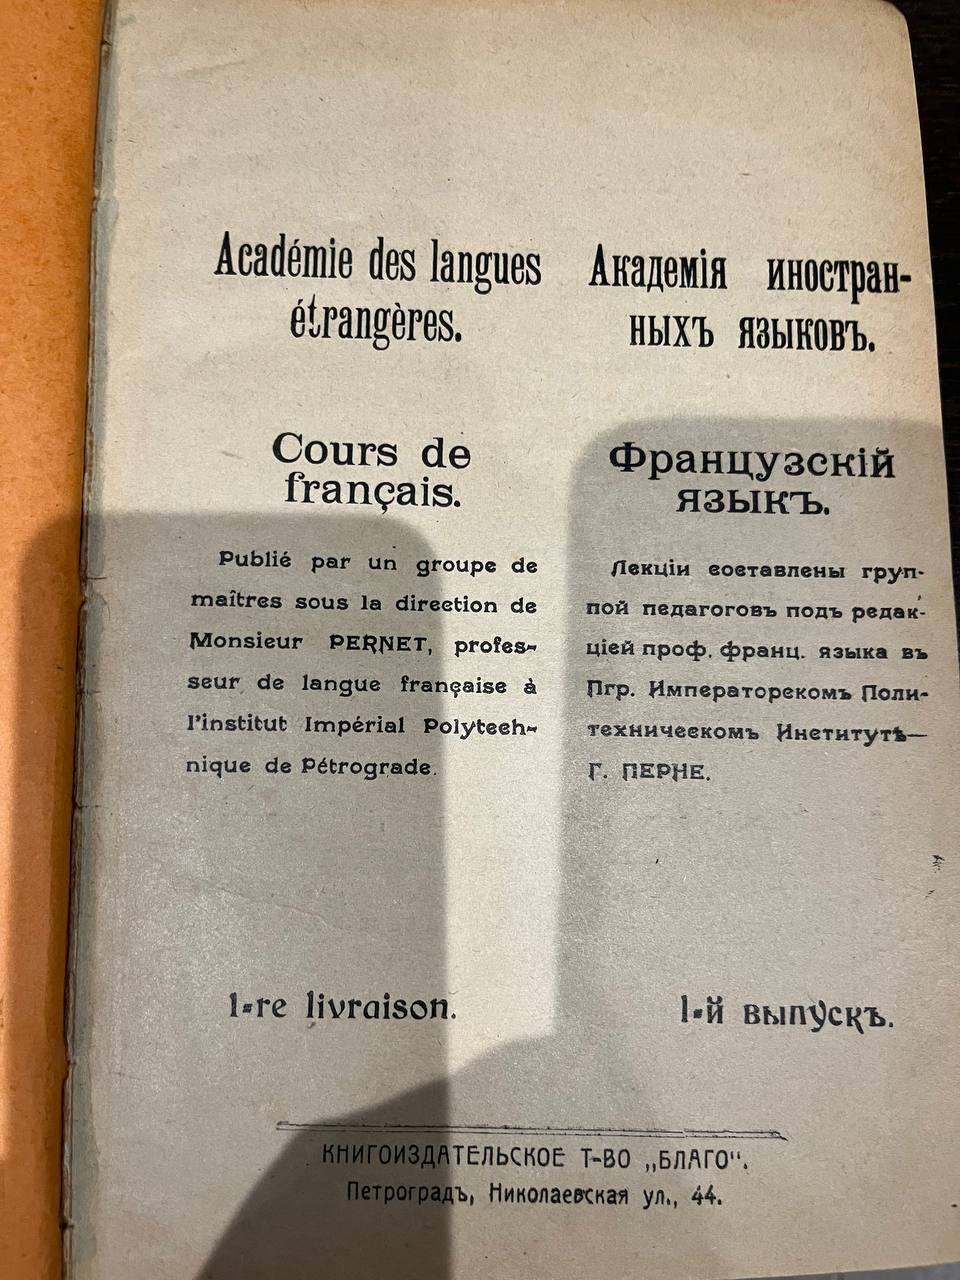 Académie des langues
étrangères.
Cours de
français.
Publié par un groupe de
maîtres sous la direction de
Monsieur PERNET, profes-
seur de langue française à
l'institut Impérial Polytech-
nique de Pétrograde.
1-re livraison.
Академія иностран-
ныхъ языковъ.
Французскій
языкъ.
Лекціи составлены груп-
пой педагоговъ подъ редак-
ціей проф. франц. языка въ
Пгр. Императорскомъ Поли-
техническомъ Институтѣ—
Г. ПЕРНЕ.
1-й выпускъ.
КНИГОИЗДАТЕЛЬСКОЕ Т-ВО „БЛАГО“.
Петроградъ, Николаевская ул., 44.